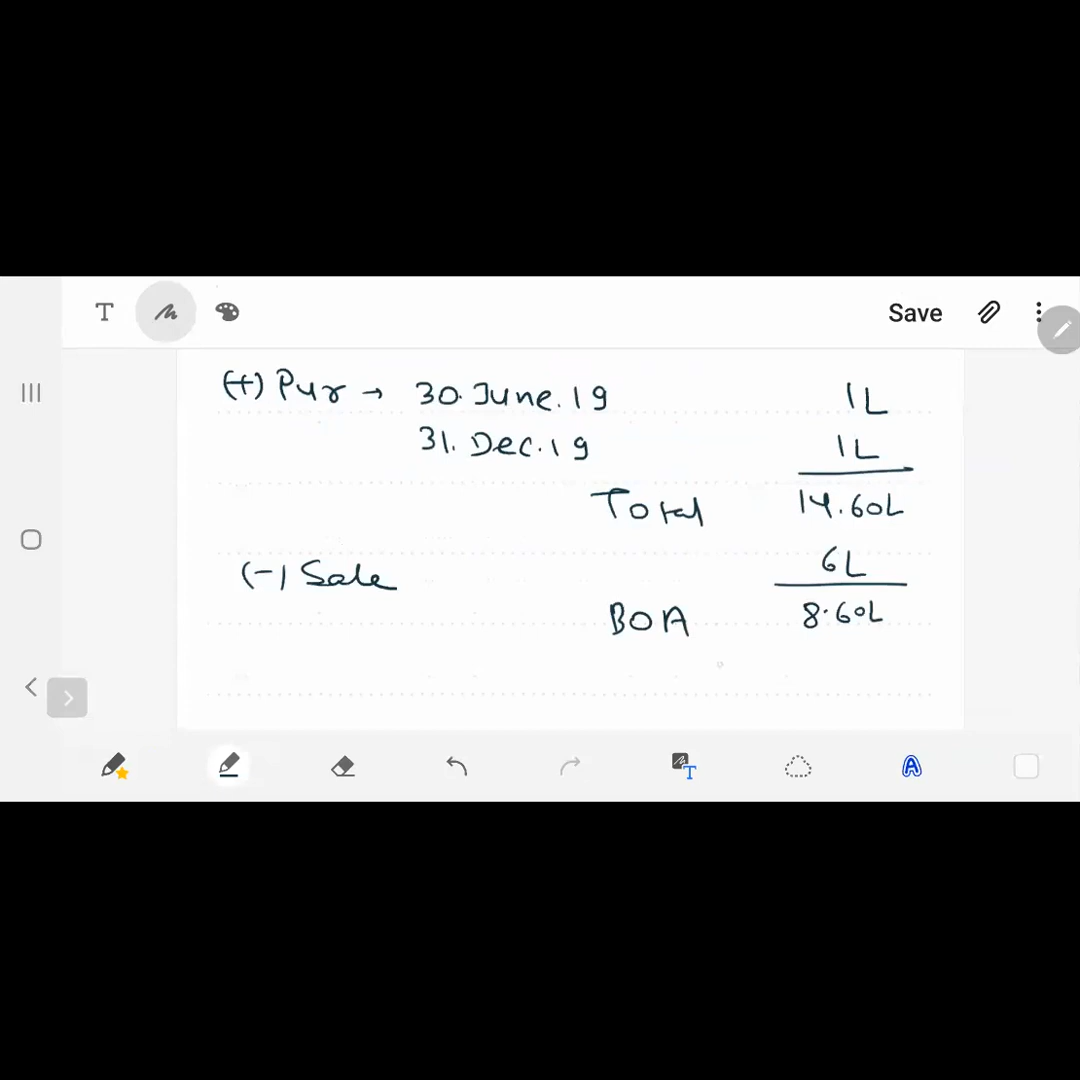 T Save
(+) Pur → 30. June. 19 1L
31. Dec. 19 1L
Total 14.60L
(-) Sale 6L
BOA 8.60L
T A